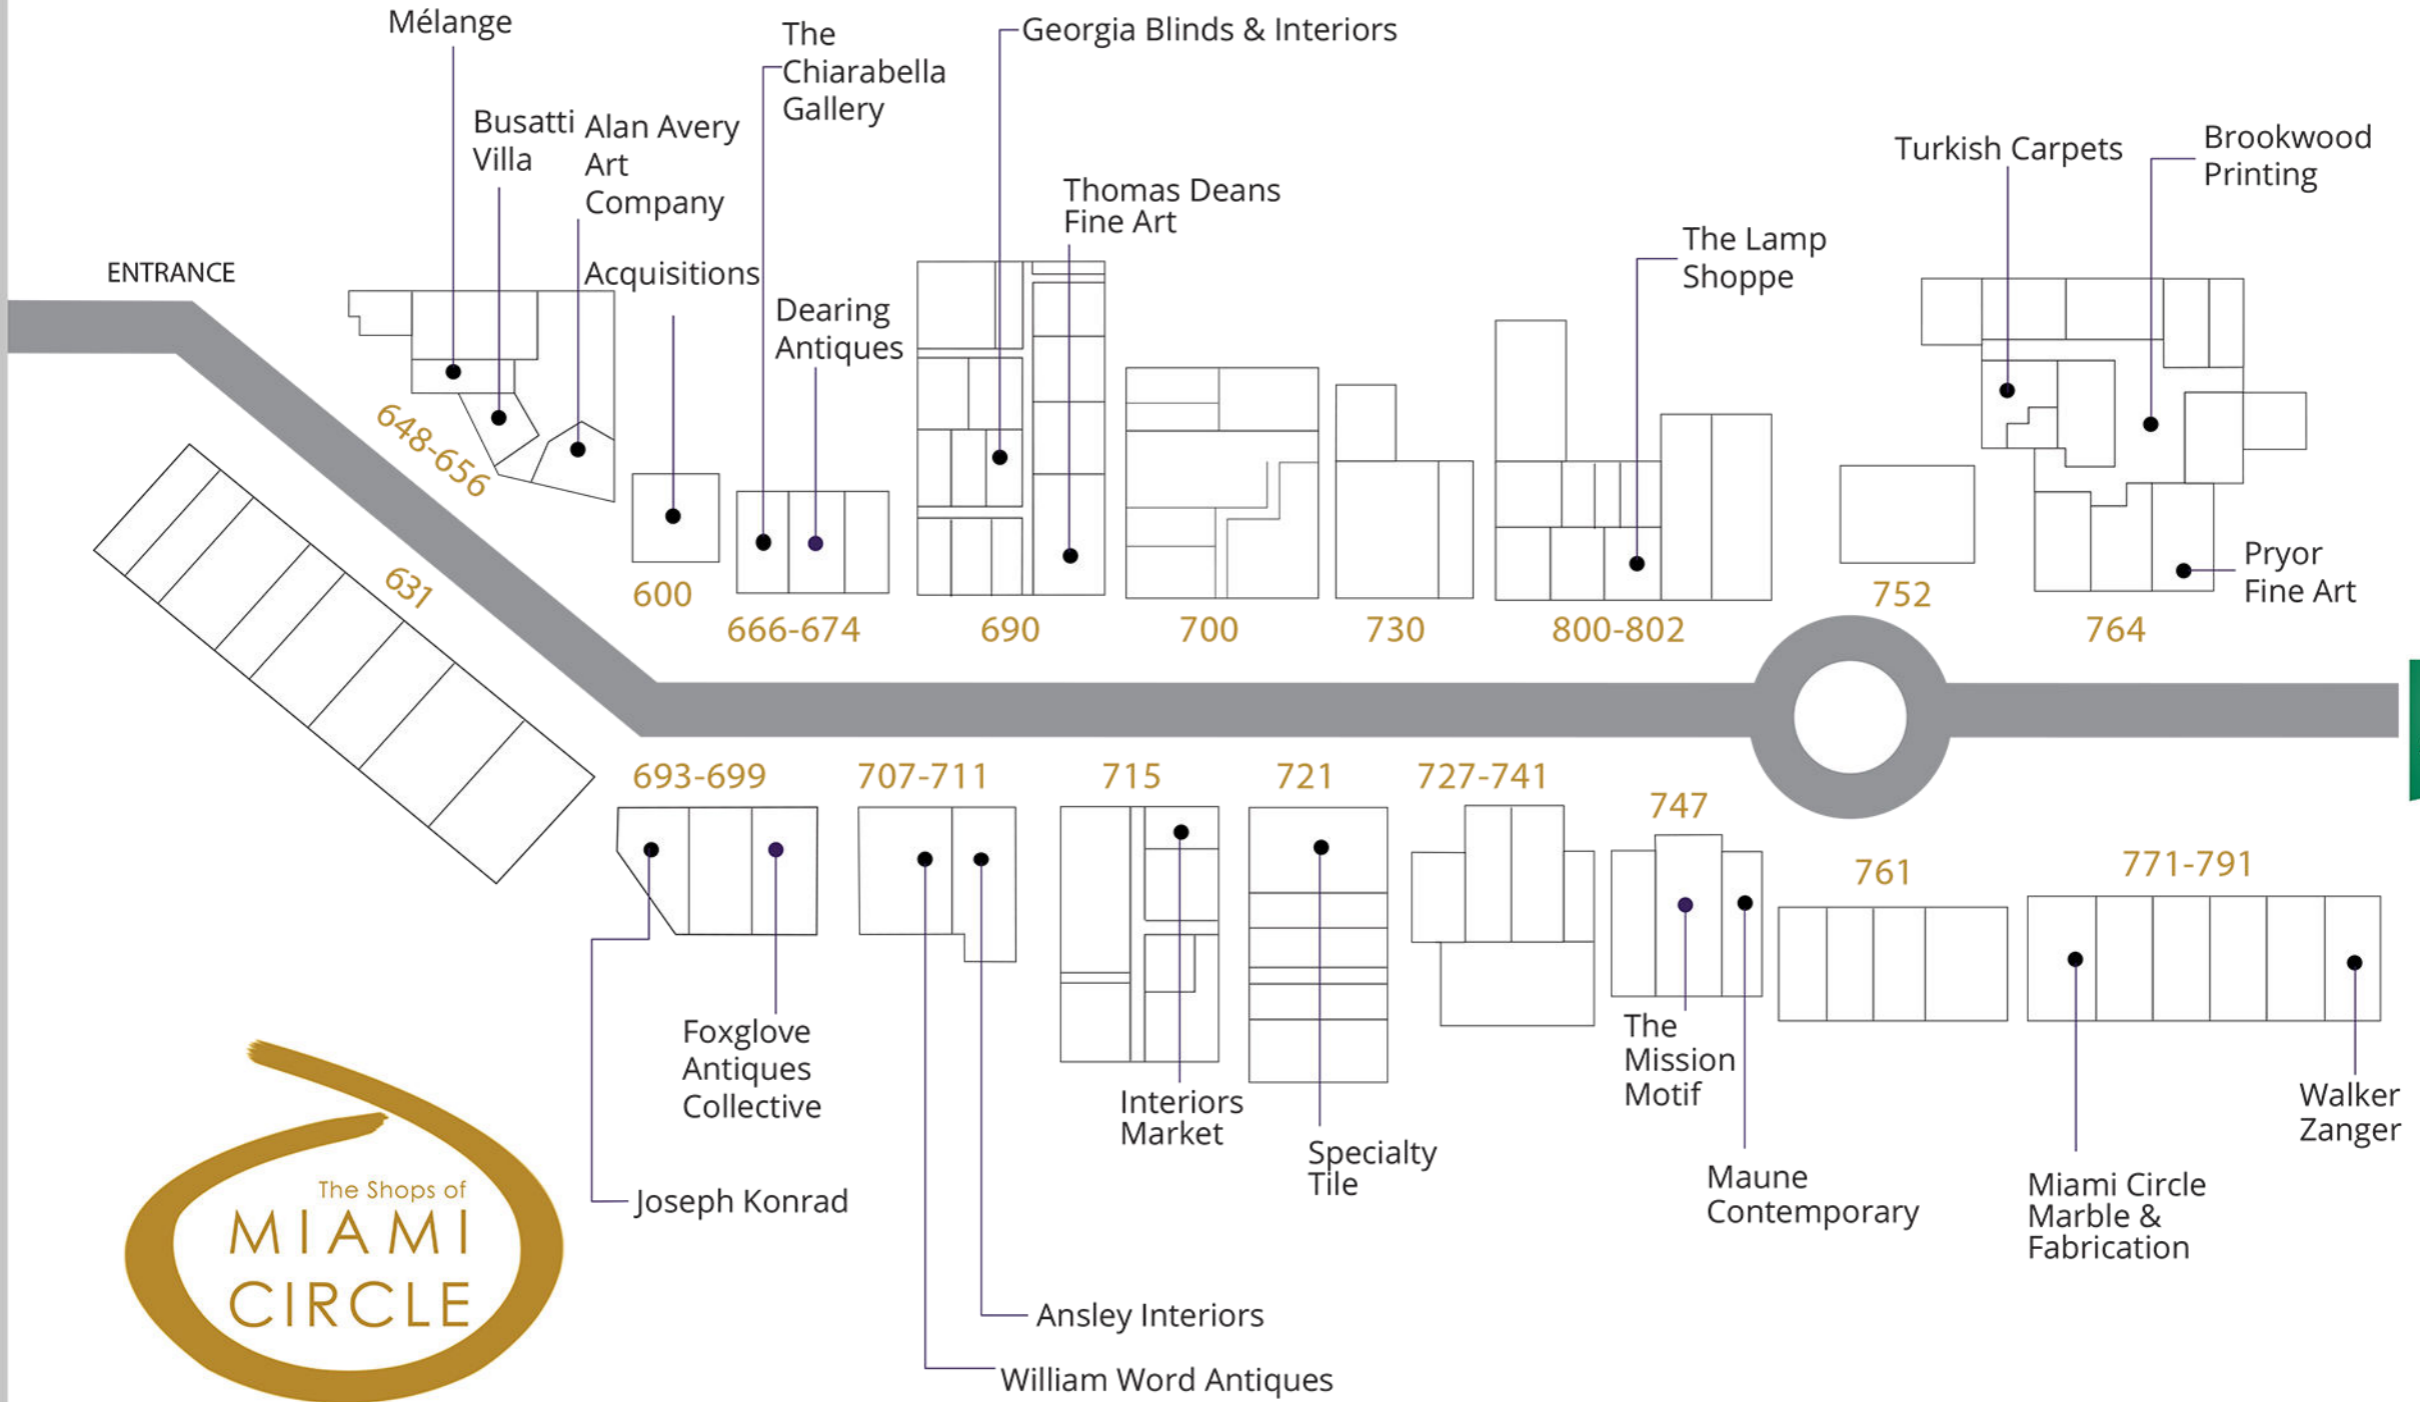 Mélange
The
Chiarabella
Gallery
Georgia Blinds & Interiors
Busatti
Villa
Alan Avery
Art
Company
Thomas Deans
Fine Art
Turkish Carpets
Brookwood
Printing
The Lamp
Shoppe
ENTRANCE
Acquisitions
Dearing
Antiques
648-656
631
600
666-674
690
700
730
800-802
752
764
Pryor
Fine Art
693-699
707-711
715
721
727-741
747
761
771-791
Foxglove
Antiques
Collective
Joseph Konrad
Interiors
Market
Specialty
Tile
The
Mission
Motif
Maune
Contemporary
Miami Circle
Marble &
Fabrication
Walker
Zanger
Ansley Interiors
William Word Antiques
The Shops of
MIAMI
CIRCLE